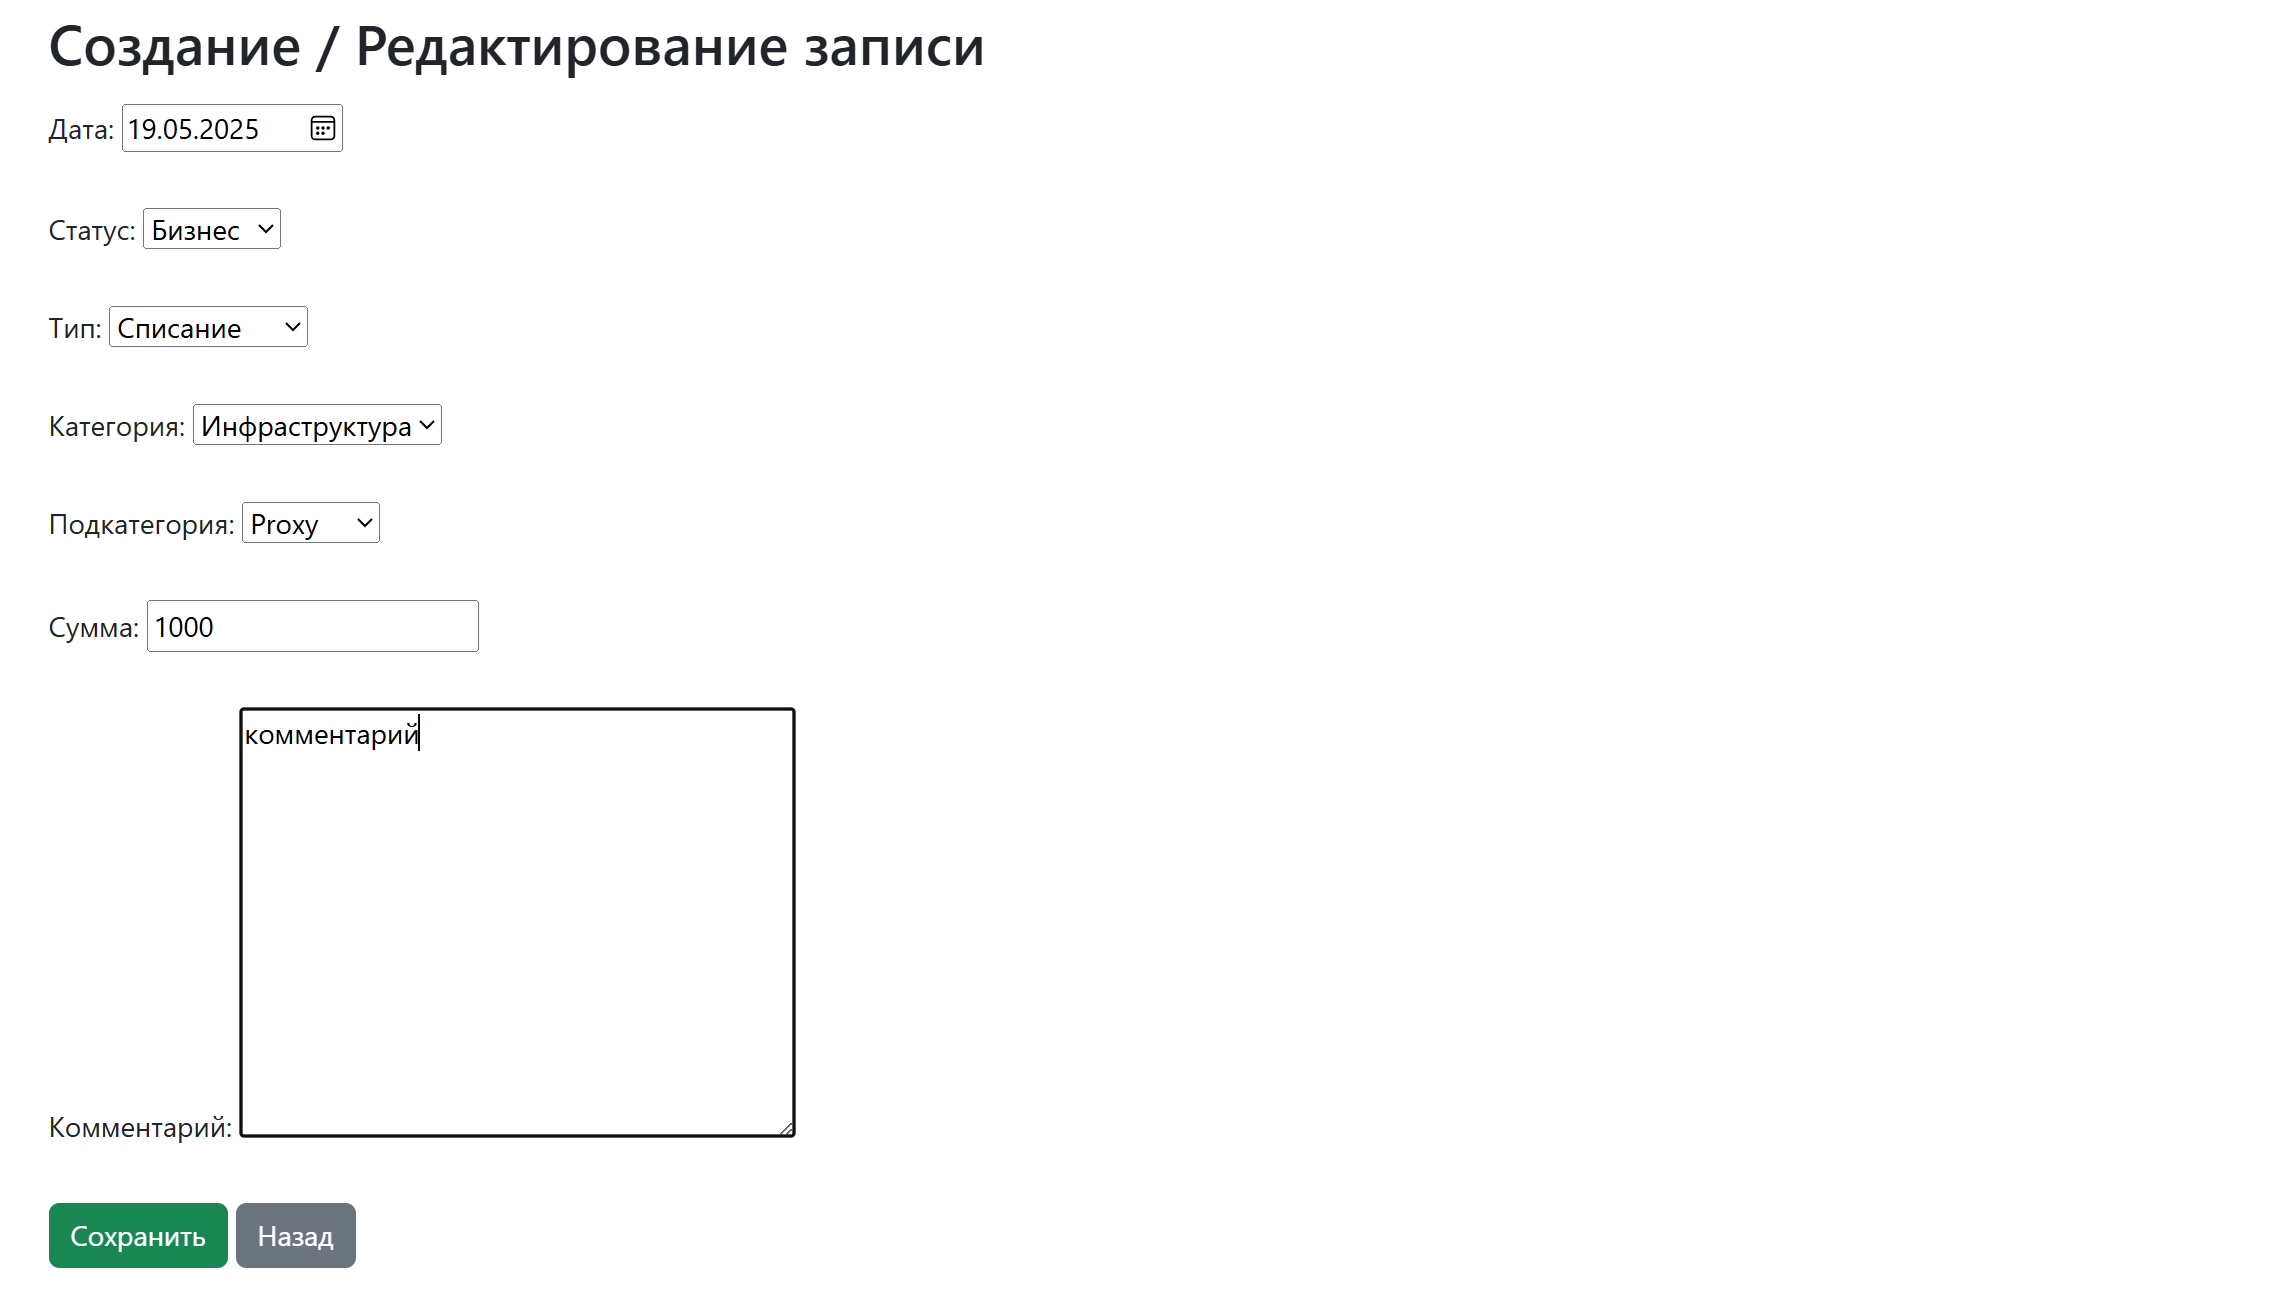 Создание / Редактирование записи
Дата: 19.05.2025
Статус: Бизнес
Тип: Списание
Категория: Инфраструктура
Подкатегория: Proxy
Сумма: 1000
комментарий
Комментарий:
Сохранить Назад